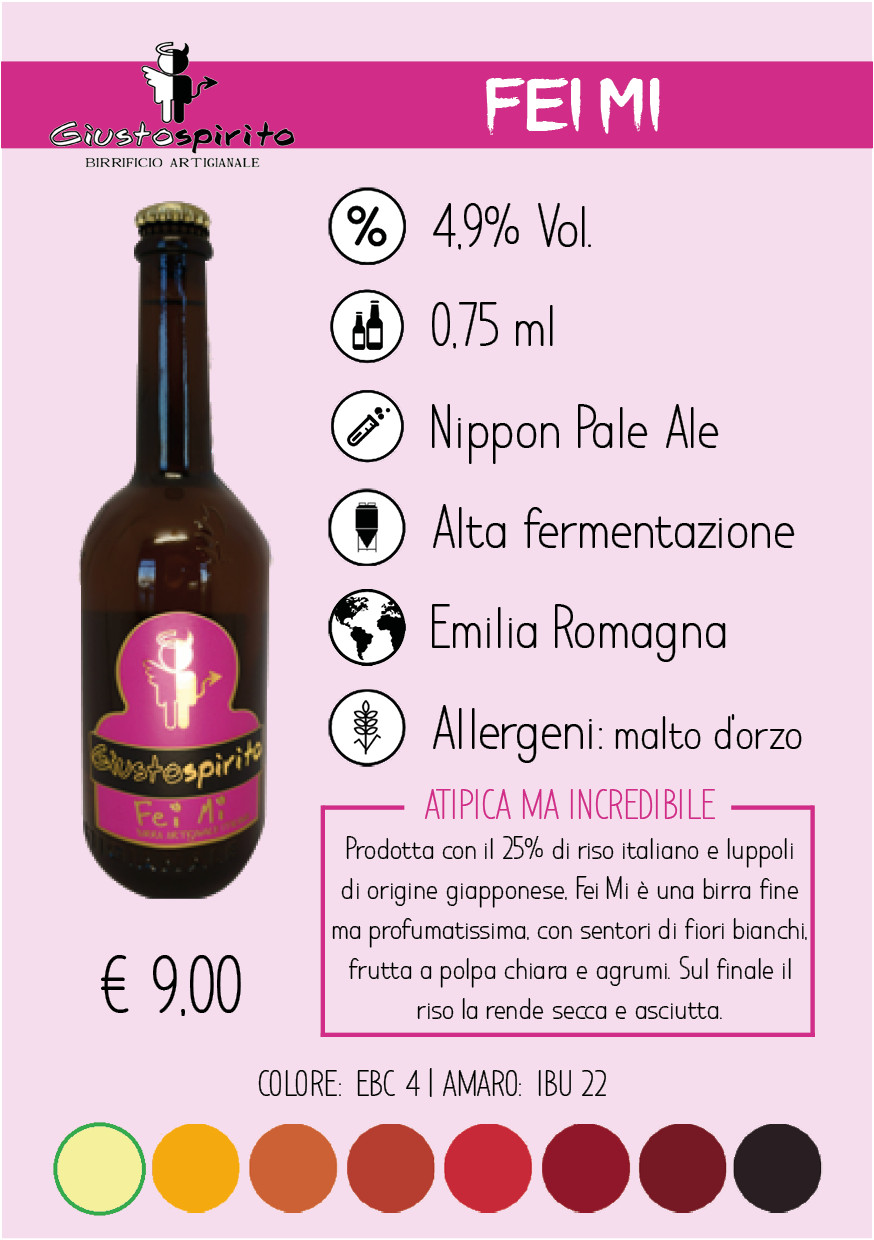 FEI MI
Giustospirito
BIRRIFICIO ARTIGIANALE
% 4,9% Vol.
0,75 ml
Nippon Pale Ale
Alta fermentazione
Emilia Romagna
Allergeni: malto d'orzo
Giustospirito
Fei Mi
ATIPICA MA INCREDIBILE
Prodotta con il 25% di riso italiano e luppoli
di origine giapponese, Fei Mi è una birra fine
ma profumatissima, con sentori di fiori bianchi,
frutta a polpa chiara e agrumi. Sul finale il
riso la rende secca e asciutta.
€ 9,00
COLORE: EBC 4 | AMARO: IBU 22